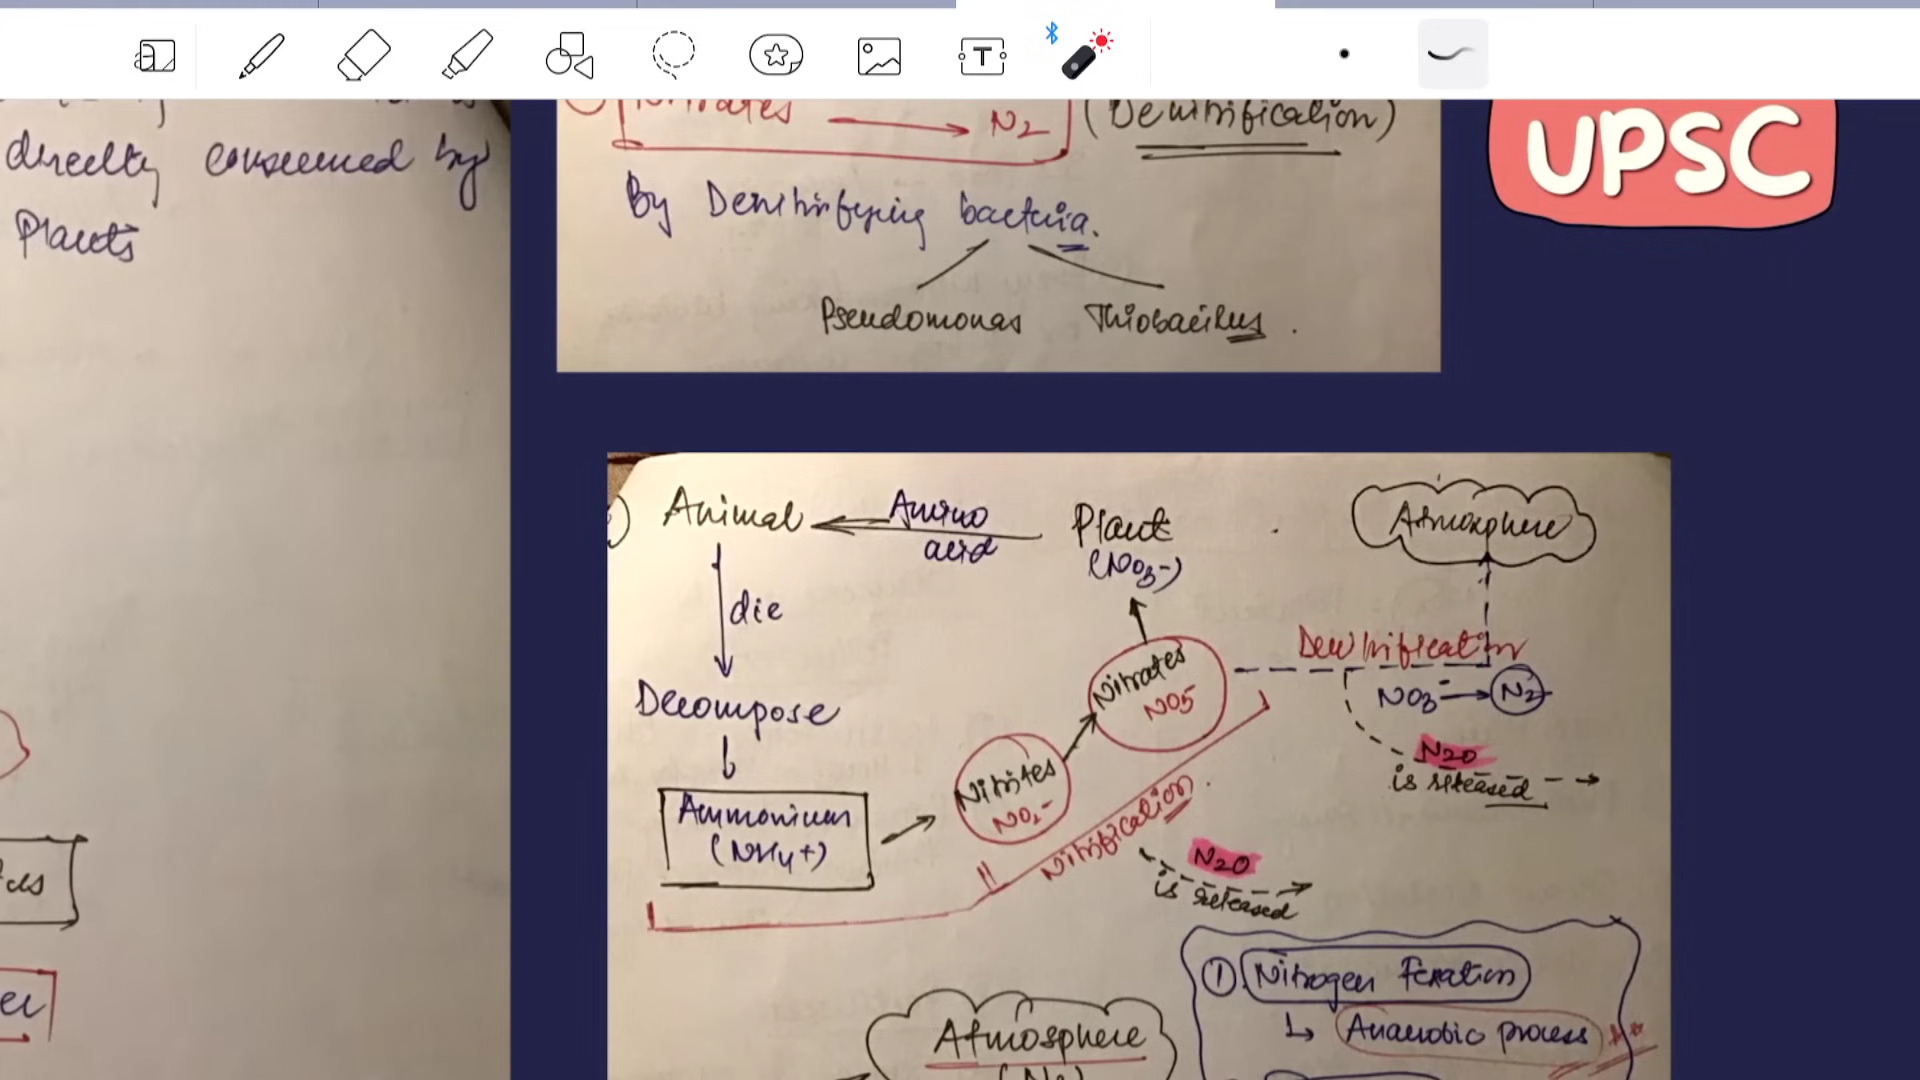 directly consumed by
Plants
Nitrates → N2 (Denitrification)
By Denitrifying bacteria.
Pseudomonas Thiobacillus.
UPSC
Animal ← Amino acid Plant
(NO3-)
Atmosphere
die
Denitrification
Nitrates
NO3-
NO3- → N2
Decompose
N2O
is released
Nitrites
NO2-
Ammonium
(NH4+)
Nitrification
N2O
is released
① Nitrogen Fixation
↳ Anaerobic process
Atmosphere
(N2)